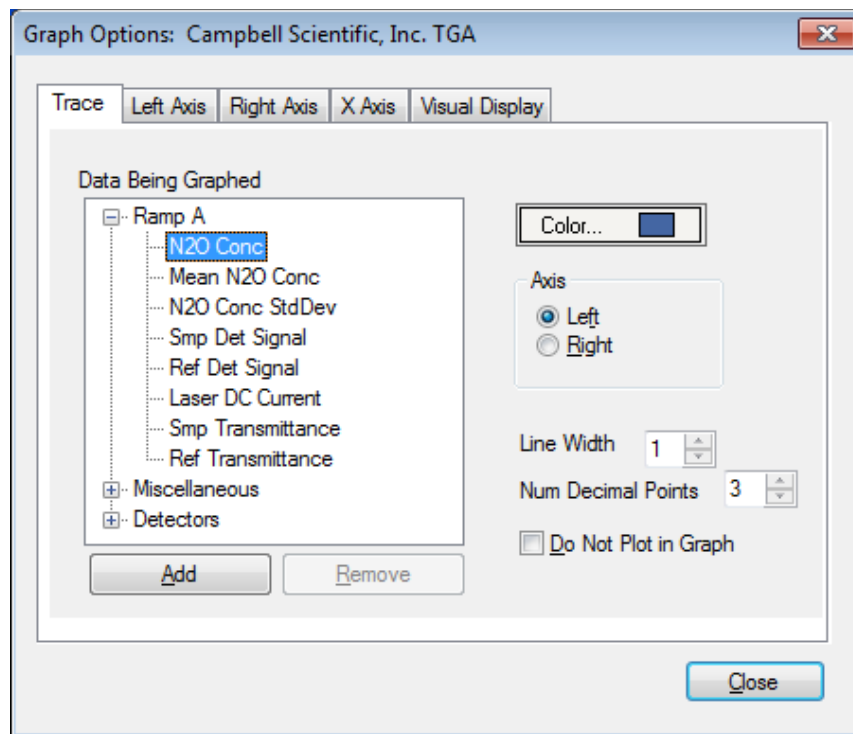 Graph Options: Campbell Scientific, Inc. TGA
Trace Left Axis Right Axis X Axis Visual Display
Data Being Graphed
Ramp A
N2O Conc
Mean N2O Conc
N2O Conc StdDev
Smp Det Signal
Ref Det Signal
Laser DC Current
Smp Transmittance
Ref Transmittance
Miscellaneous
Detectors
Add Remove
Color...
Axis
Left
Right
Line Width 1
Num Decimal Points 3
Do Not Plot in Graph
Close